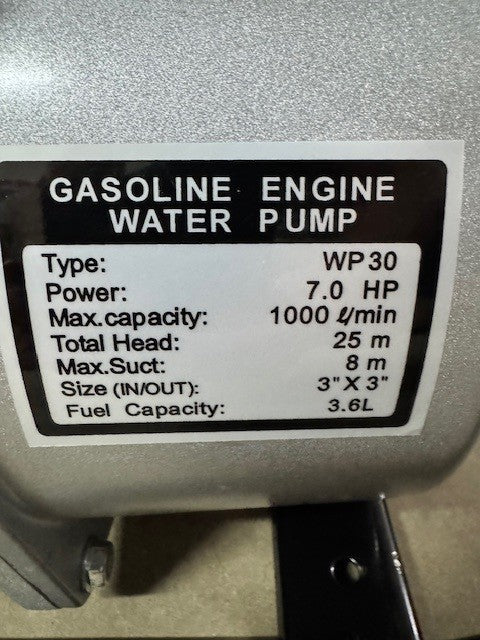 GASOLINE ENGINE
WATER PUMP
Type: WP30
Power: 7.0 HP
Max.capacity: 1000 ℓ/min
Total Head: 25 m
Max.Suct: 8 m
Size (IN/OUT): 3"X3"
Fuel Capacity: 3.6L